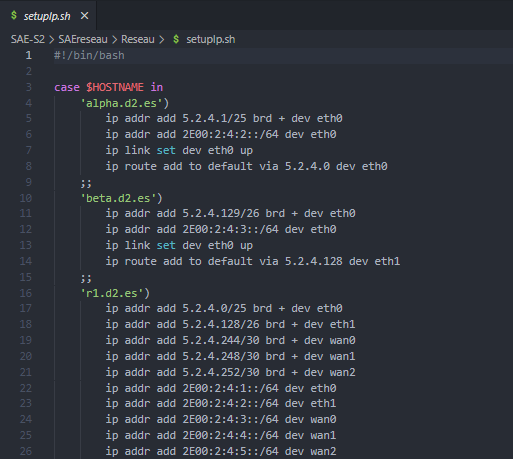 $ setupIp.sh ×
SAE-S2 > SAEreseau > Reseau > $ setupIp.sh
1 #!/bin/bash
2
3 case $HOSTNAME in
4 'alpha.d2.es')
5 ip addr add 5.2.4.1/25 brd + dev eth0
6 ip addr add 2E00:2:4:2::/64 dev eth0
7 ip link set dev eth0 up
8 ip route add to default via 5.2.4.0 dev eth0
9 ;;
10 'beta.d2.es')
11 ip addr add 5.2.4.129/26 brd + dev eth0
12 ip addr add 2E00:2:4:3::/64 dev eth0
13 ip link set dev eth0 up
14 ip route add to default via 5.2.4.128 dev eth1
15 ;;
16 'r1.d2.es')
17 ip addr add 5.2.4.0/25 brd + dev eth0
18 ip addr add 5.2.4.128/26 brd + dev eth1
19 ip addr add 5.2.4.244/30 brd + dev wan0
20 ip addr add 5.2.4.248/30 brd + dev wan1
21 ip addr add 5.2.4.252/30 brd + dev wan2
22 ip addr add 2E00:2:4:1::/64 dev eth0
23 ip addr add 2E00:2:4:2::/64 dev eth1
24 ip addr add 2E00:2:4:3::/64 dev wan0
25 ip addr add 2E00:2:4:4::/64 dev wan1
26 ip addr add 2E00:2:4:5::/64 dev wan2